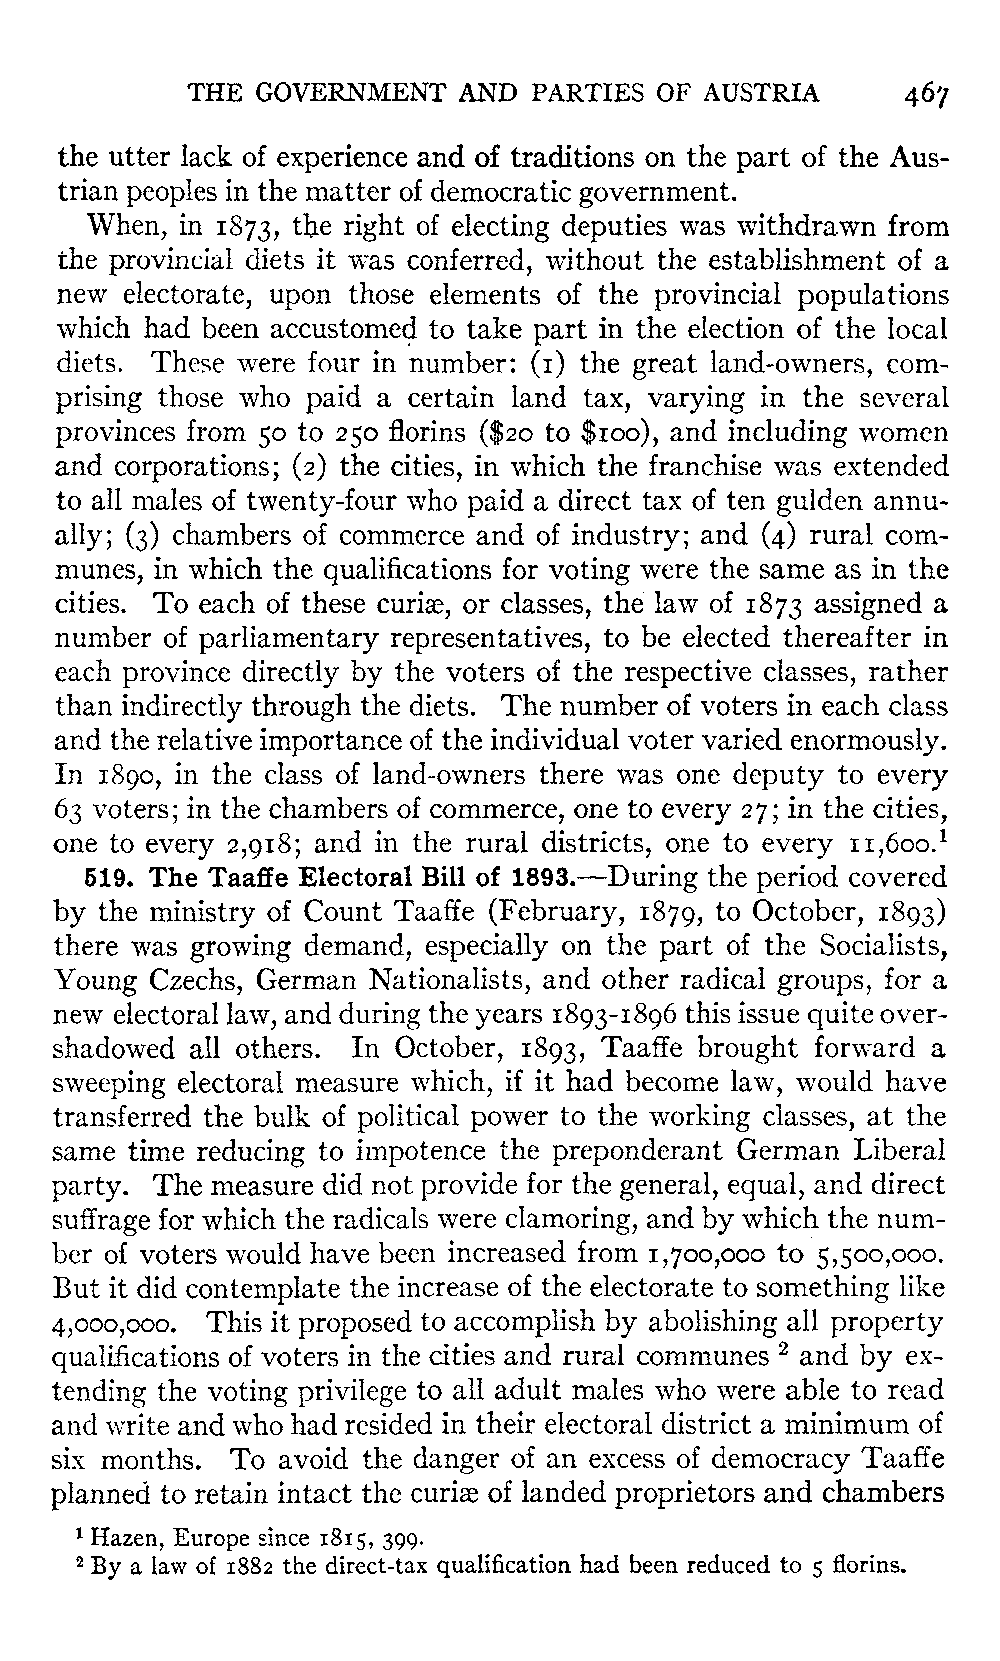 THE GOVERNMENT AND PARTIES OF AUSTRIA 467
the utter lack of experience and of traditions on the part of the Aus-
trian peoples in the matter of democratic government.
When, in 1873, the right of electing deputies was withdrawn from
the provincial diets it was conferred, without the establishment of a
new electorate, upon those elements of the provincial populations
which had been accustomed to take part in the election of the local
diets. These were four in number: (1) the great land-owners, com-
prising those who paid a certain land tax, varying in the several
provinces from 50 to 250 florins ($20 to $100), and including women
and corporations; (2) the cities, in which the franchise was extended
to all males of twenty-four who paid a direct tax of ten gulden annu-
ally; (3) chambers of commerce and of industry; and (4) rural com-
munes, in which the qualifications for voting were the same as in the
cities. To each of these curiæ, or classes, the law of 1873 assigned a
number of parliamentary representatives, to be elected thereafter in
each province directly by the voters of the respective classes, rather
than indirectly through the diets. The number of voters in each class
and the relative importance of the individual voter varied enormously.
In 1890, in the class of land-owners there was one deputy to every
63 voters; in the chambers of commerce, one to every 27; in the cities,
one to every 2,918; and in the rural districts, one to every 11,600.¹
519. The Taaffe Electoral Bill of 1893.—During the period covered
by the ministry of Count Taaffe (February, 1879, to October, 1893)
there was growing demand, especially on the part of the Socialists,
Young Czechs, German Nationalists, and other radical groups, for a
new electoral law, and during the years 1893-1896 this issue quite over-
shadowed all others. In October, 1893, Taaffe brought forward a
sweeping electoral measure which, if it had become law, would have
transferred the bulk of political power to the working classes, at the
same time reducing to impotence the preponderant German Liberal
party. The measure did not provide for the general, equal, and direct
suffrage for which the radicals were clamoring, and by which the num-
ber of voters would have been increased from 1,700,000 to 5,500,000.
But it did contemplate the increase of the electorate to something like
4,000,000. This it proposed to accomplish by abolishing all property
qualifications of voters in the cities and rural communes ² and by ex-
tending the voting privilege to all adult males who were able to read
and write and who had resided in their electoral district a minimum of
six months. To avoid the danger of an excess of democracy Taaffe
planned to retain intact the curiæ of landed proprietors and chambers
¹ Hazen, Europe since 1815, 399.
² By a law of 1882 the direct-tax qualification had been reduced to 5 florins.